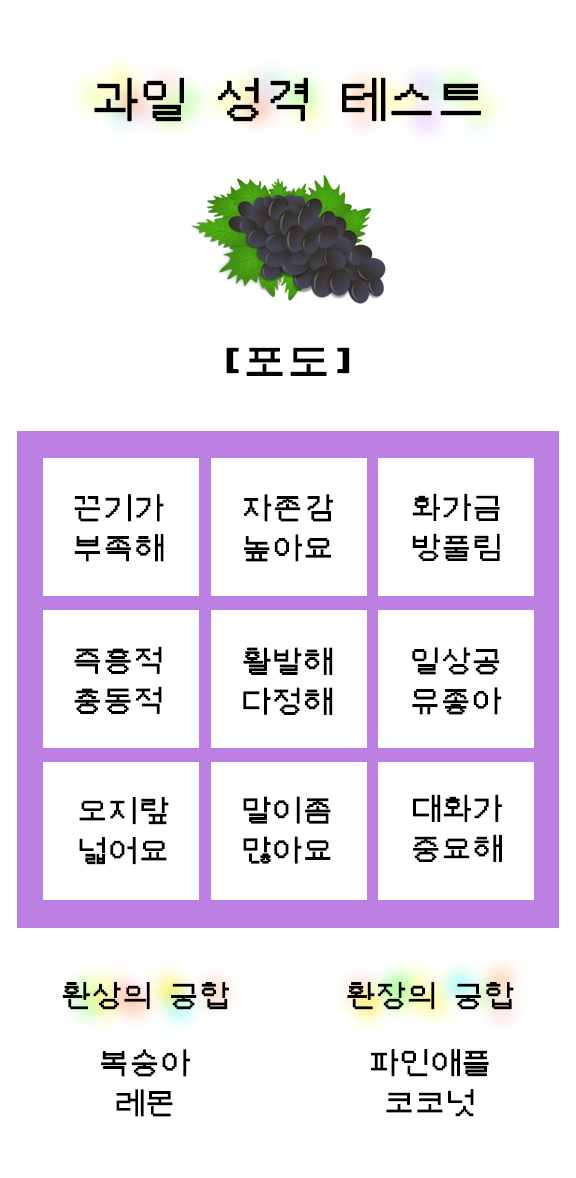 과일 성격 테스트
[포도]
끈기가
부족해
자존감
높아요
화가금
방풀림
즉흥적
충동적
활발해
다정해
일상공
유좋아
오지랖
넓어요
말이좀
많아요
대화가
중요해
환상의 궁합
환장의 궁합
복숭아
레몬
파인애플
코코넛